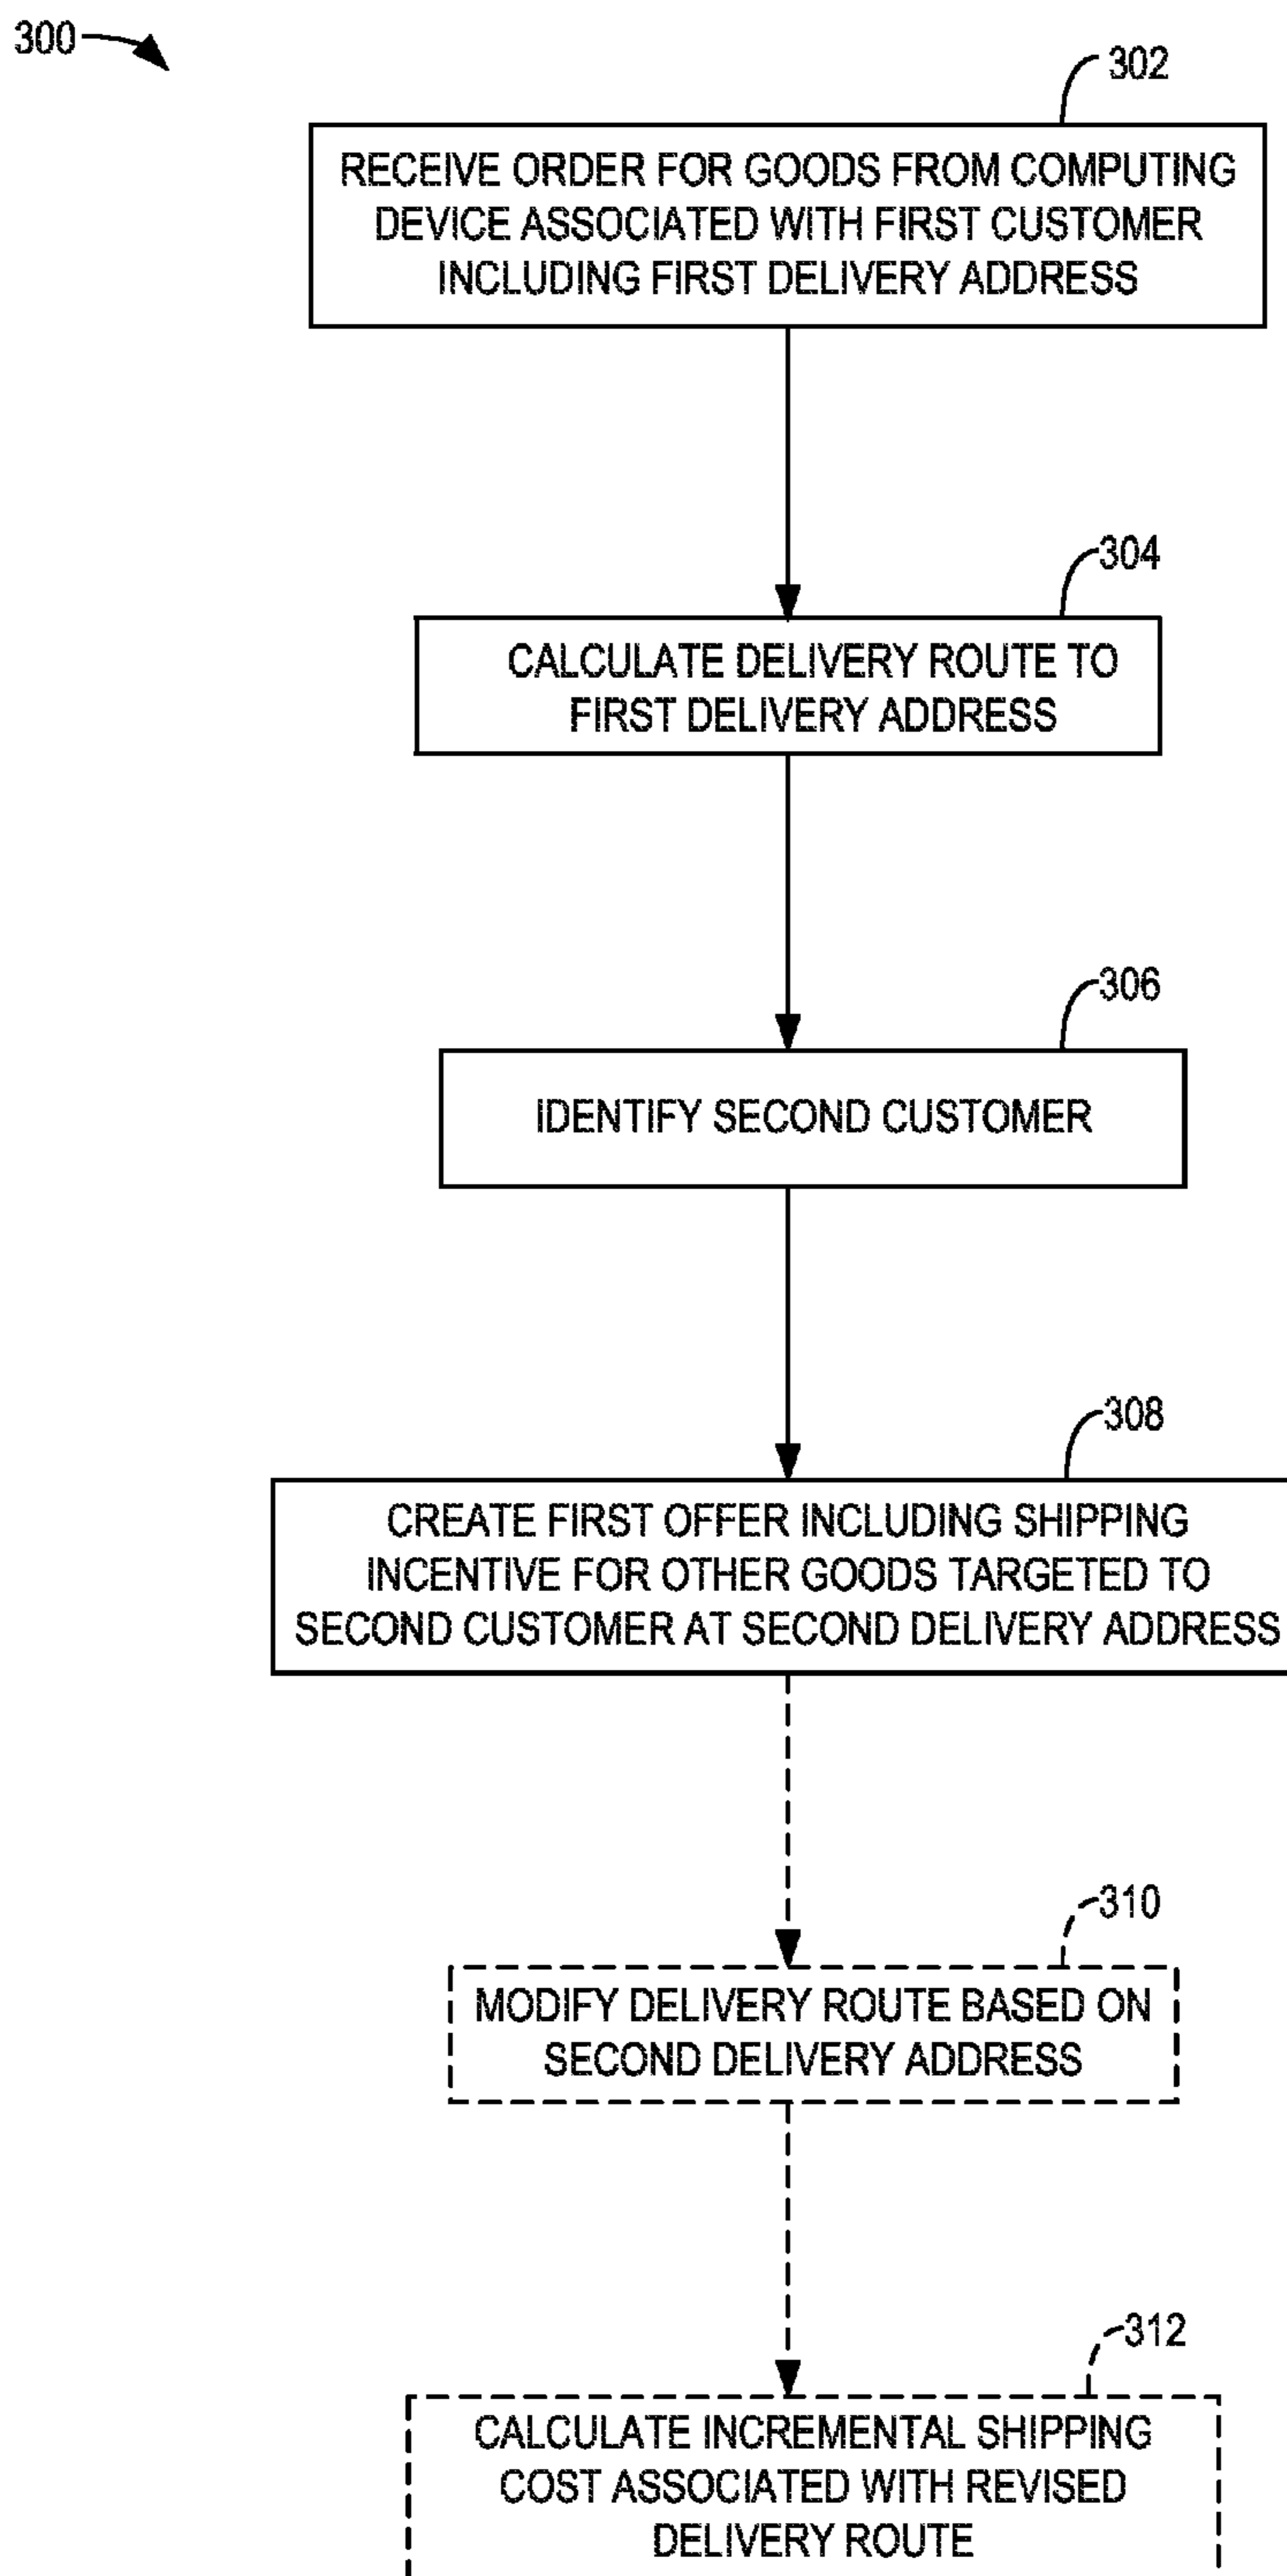 300
302
RECEIVE ORDER FOR GOODS FROM COMPUTING
DEVICE ASSOCIATED WITH FIRST CUSTOMER
INCLUDING FIRST DELIVERY ADDRESS
304
CALCULATE DELIVERY ROUTE TO
FIRST DELIVERY ADDRESS
306
IDENTIFY SECOND CUSTOMER
308
CREATE FIRST OFFER INCLUDING SHIPPING
INCENTIVE FOR OTHER GOODS TARGETED TO
SECOND CUSTOMER AT SECOND DELIVERY ADDRESS
310
MODIFY DELIVERY ROUTE BASED ON
SECOND DELIVERY ADDRESS
312
CALCULATE INCREMENTAL SHIPPING
COST ASSOCIATED WITH REVISED
DELIVERY ROUTE